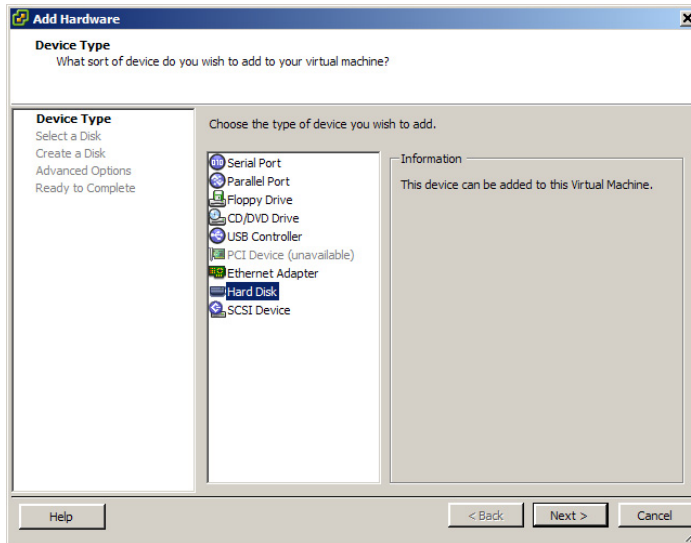 Add Hardware
Device Type
What sort of device do you wish to add to your virtual machine?
Device Type
Select a Disk
Create a Disk
Advanced Options
Ready to Complete
Choose the type of device you wish to add.
Serial Port
Parallel Port
Floppy Drive
CD/DVD Drive
USB Controller
PCI Device (unavailable)
Ethernet Adapter
Hard Disk
SCSI Device
Information
This device can be added to this Virtual Machine.
Help
< Back
Next >
Cancel